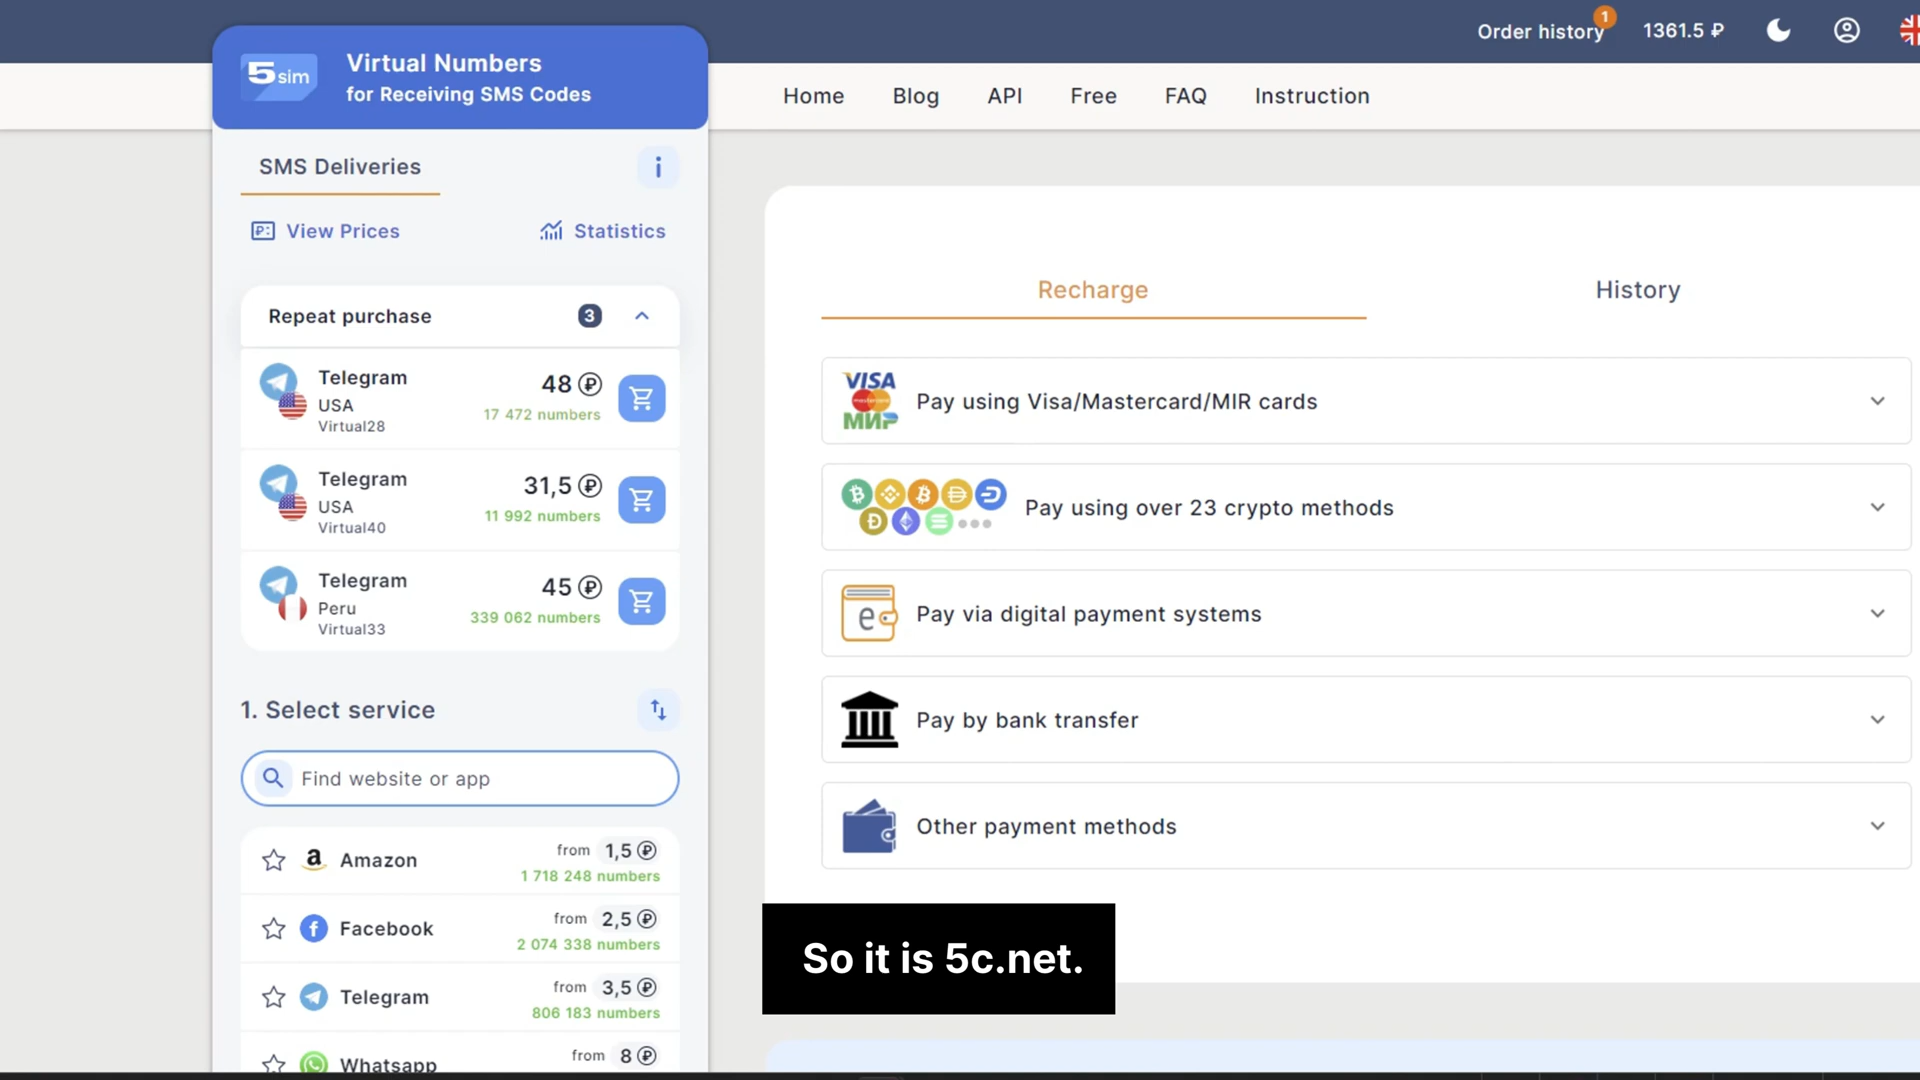 Order history
1
1361.5 ₽
5sim
Virtual Numbers
for Receiving SMS Codes
Home
Blog
API
Free
FAQ
Instruction
SMS Deliveries
i
View Prices
Statistics
Repeat purchase
3
Telegram
USA
Virtual28
48 ₽
17 472 numbers
Telegram
USA
Virtual40
31,5 ₽
11 992 numbers
Telegram
Peru
Virtual33
45 ₽
339 062 numbers
1. Select service
Find website or app
Amazon
from 1,5 ₽
1 718 248 numbers
Facebook
from 2,5 ₽
2 074 338 numbers
Telegram
from 3,5 ₽
806 183 numbers
Whatsapp
from 8 ₽
Recharge
History
VISA
mastercard
МИР
Pay using Visa/Mastercard/MIR cards
Pay using over 23 crypto methods
e
Pay via digital payment systems
Pay by bank transfer
Other payment methods
So it is 5c.net.